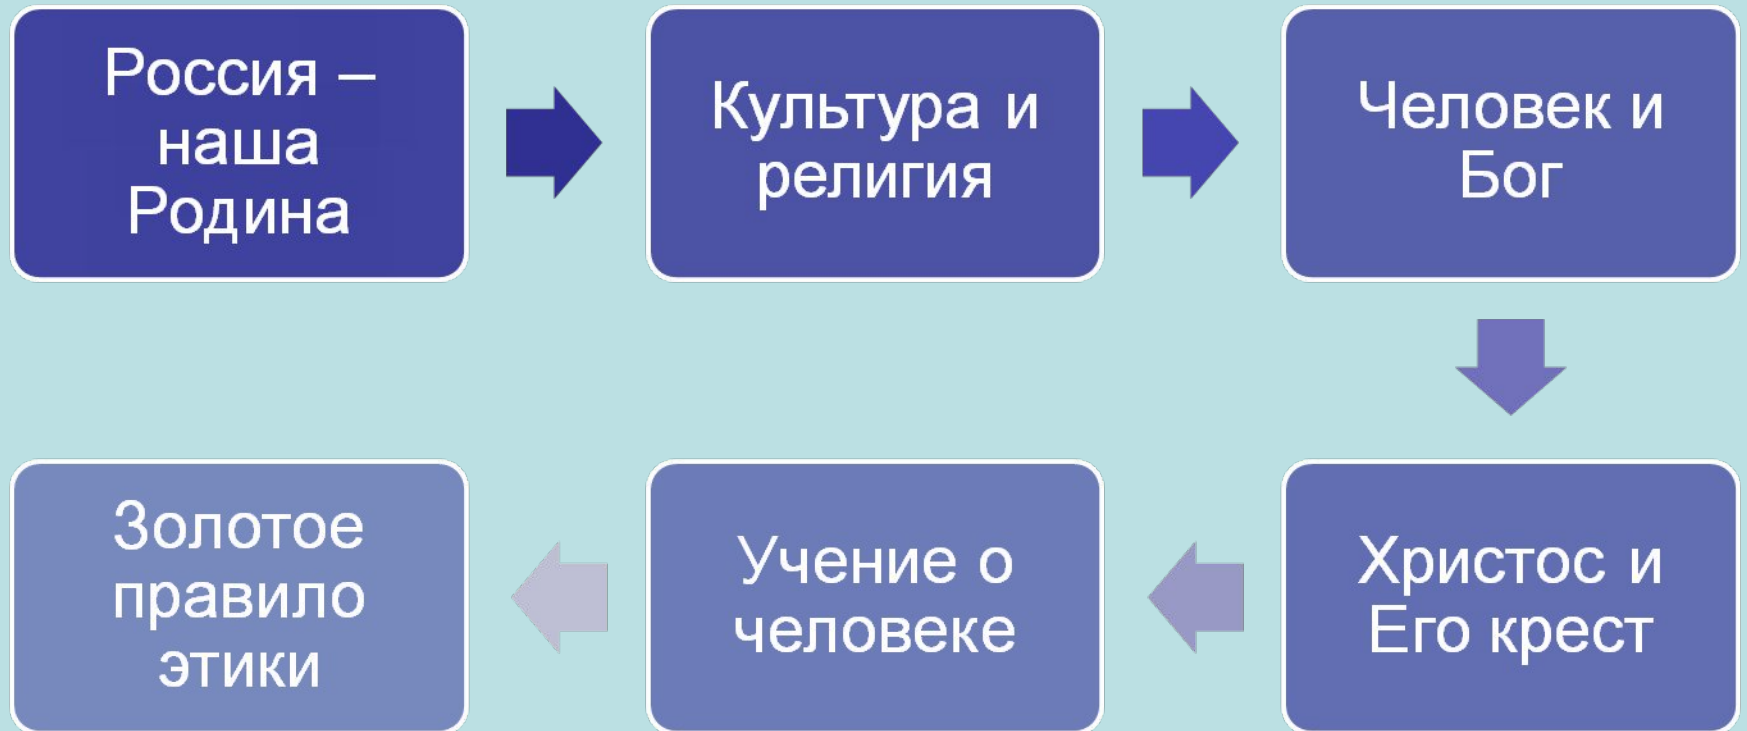 Россия –
наша
Родина
Культура и
религия
Человек и
Бог
Христос и
Его крест
Учение о
человеке
Золотое
правило
этики